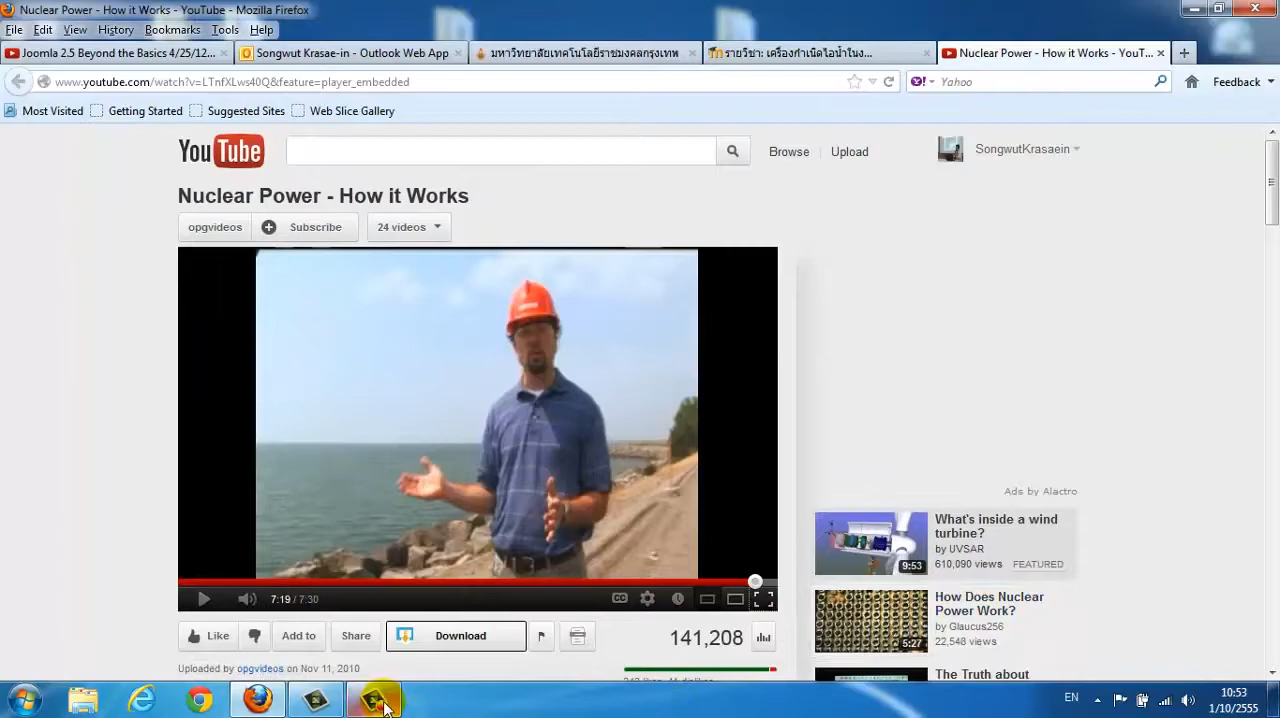 Nuclear Power - How it Works - YouTube - Mozilla Firefox
File Edit View History Bookmarks Tools Help
Joomla 2.5 Beyond the Basics 4/25/12...
Songwut Krasae-in - Outlook Web App
มหาวิทยาลัยเทคโนโลยีราชมงคลกรุงเทพ
รายวิชา: เครื่องกำเนิดไอน้ำในง...
Nuclear Power - How it Works - YouT...
www.youtube.com/watch?v=LTnfXLws40Q&feature=player_embedded
Yahoo
Feedback
Most Visited Getting Started Suggested Sites Web Slice Gallery
YouTube
Browse | Upload
SongwutKrasaein
Nuclear Power - How it Works
opgvideos Subscribe 24 videos
7:19 / 7:30
CC
Like Add to Share Download 141,208
Uploaded by opgvideos on Nov 11, 2010
Ads by Alactro
What's inside a wind
turbine?
by UVSAR
610,090 views FEATURED
9:53
How Does Nuclear
Power Work?
by Glaucus256
22,548 views
5:27
The Truth about
EN
10:53
1/10/2555